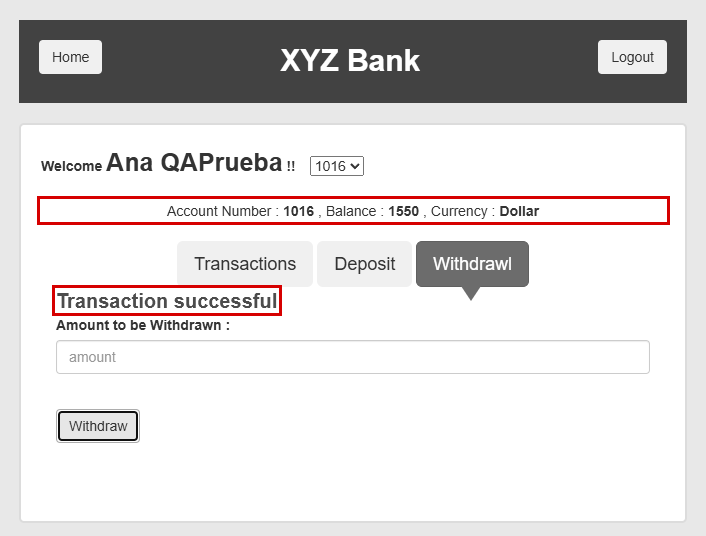 Home XYZ Bank Logout
Welcome Ana QAPrueba !! 1016
Account Number : 1016 , Balance : 1550 , Currency : Dollar
Transactions Deposit Withdrawl
Transaction successful
Amount to be Withdrawn :
amount
Withdraw